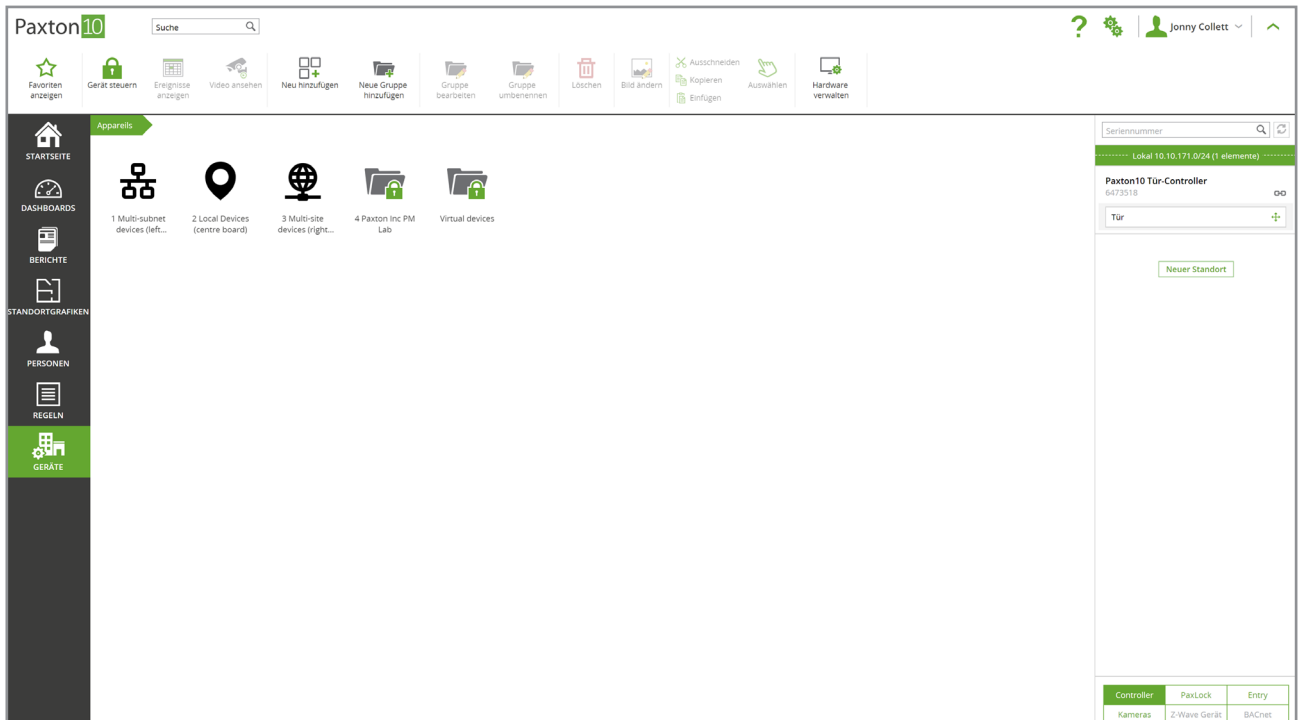 Paxton10
Suche
Jonny Collett
Favoriten
anzeigen
Gerät steuern
Ereignisse
anzeigen
Video ansehen
Neu hinzufügen
Neue Gruppe
hinzufügen
Gruppe
bearbeiten
Gruppe
umbenennen
Löschen
Bild ändern
Ausschneiden
Kopieren
Einfügen
Auswählen
Hardware
verwalten
STARTSEITE
DASHBOARDS
BERICHTE
STANDORTGRAFIKEN
PERSONEN
REGELN
GERÄTE
Appareils
1 Multi-subnet
devices (left...
2 Local Devices
(centre board)
3 Multi-site
devices (right...
4 Paxton Inc PM
Lab
Virtual devices
Seriennummer
Lokal 10.10.171.0/24 (1 elemente)
Paxton10 Tür-Controller
6473518
Tür
Neuer Standort
Controller PaxLock Entry
Kameras Z-Wave Gerät BACnet